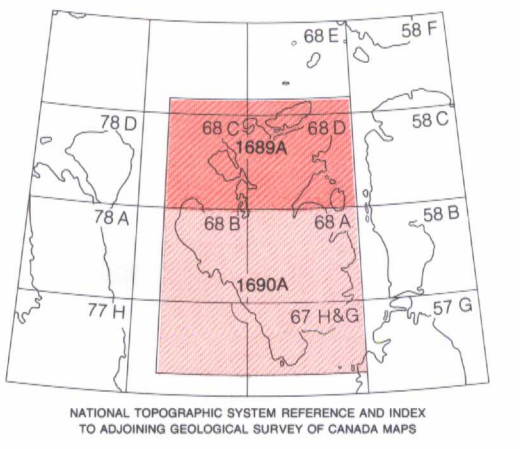 68 E 58 F
78 D 68 C 68 D 58 C
1689A
78 A 68 B 68 A 58 B
1690A
77 H 67 H&G 57 G
NATIONAL TOPOGRAPHIC SYSTEM REFERENCE AND INDEX
TO ADJOINING GEOLOGICAL SURVEY OF CANADA MAPS